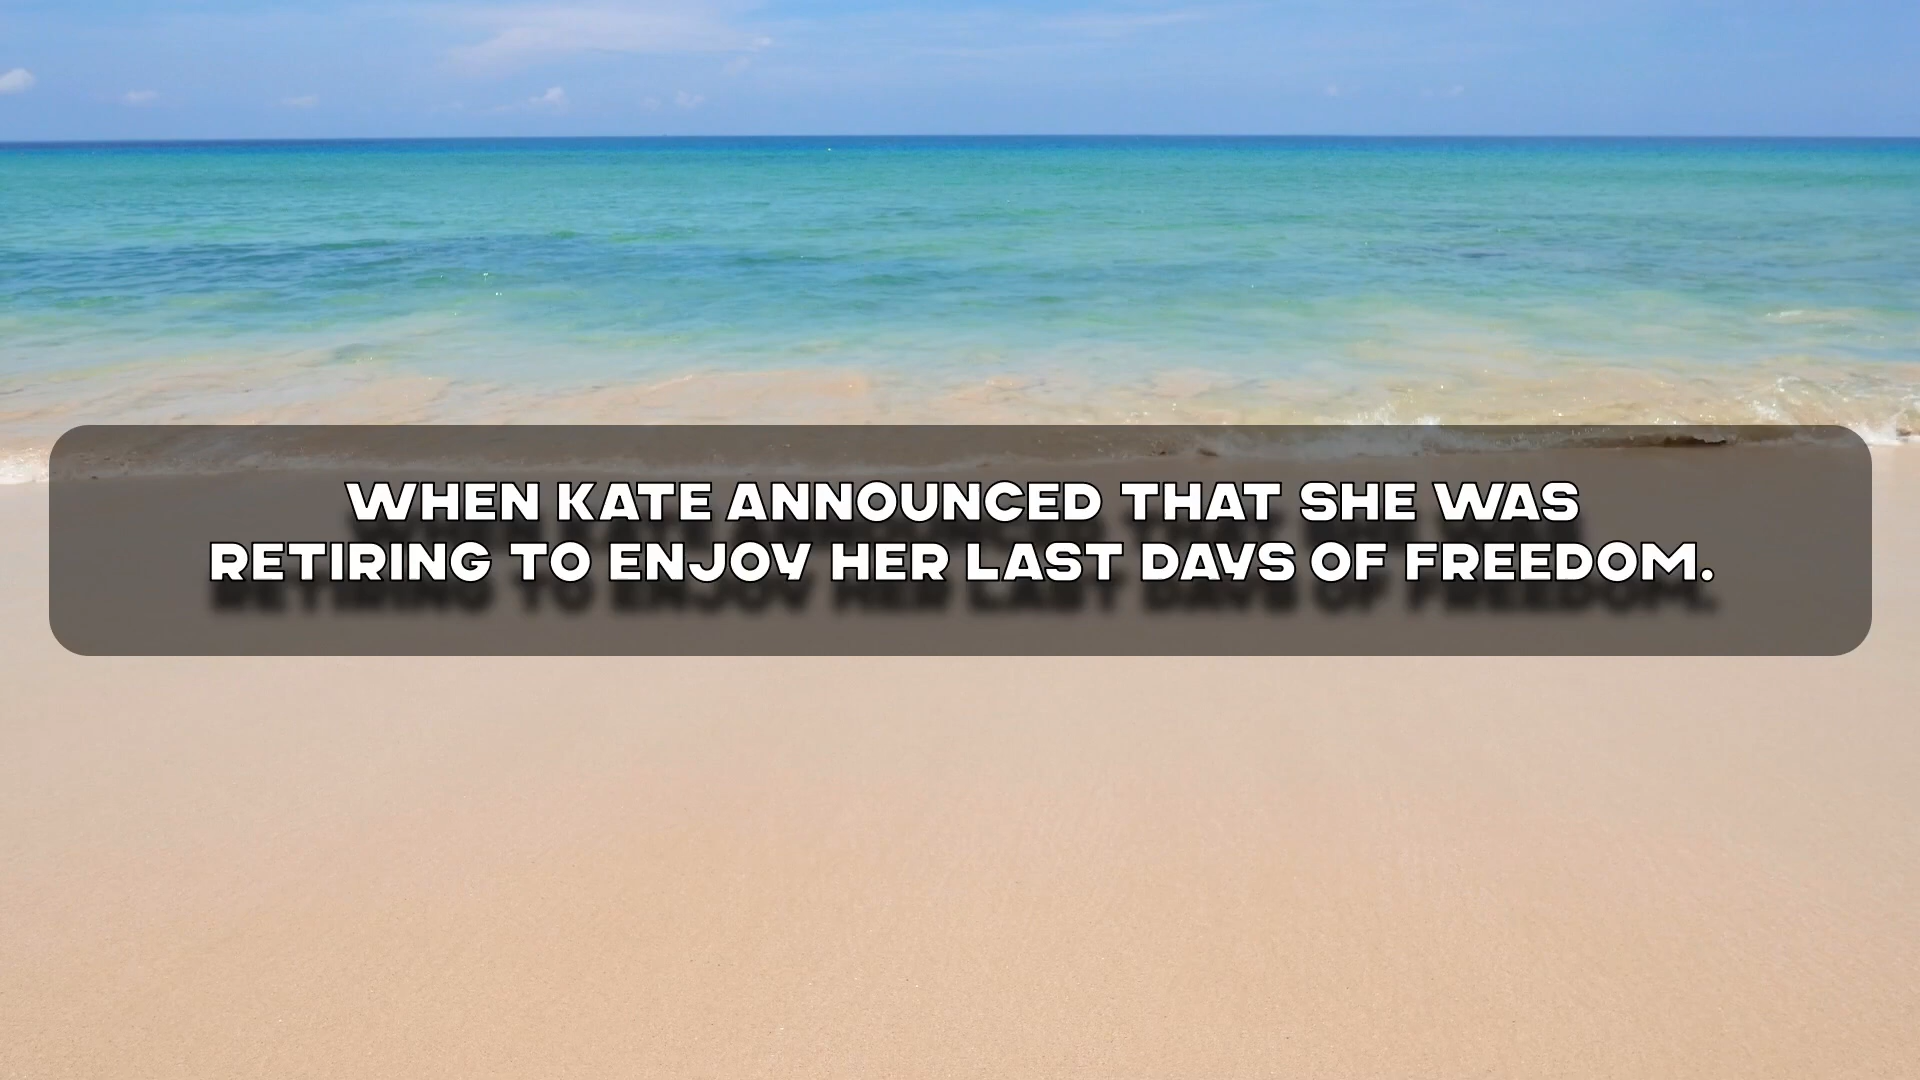 WHEN KATE ANNOUNCED THAT SHE WAS
RETIRING TO ENJOY HER LAST DAYS OF FREEDOM.